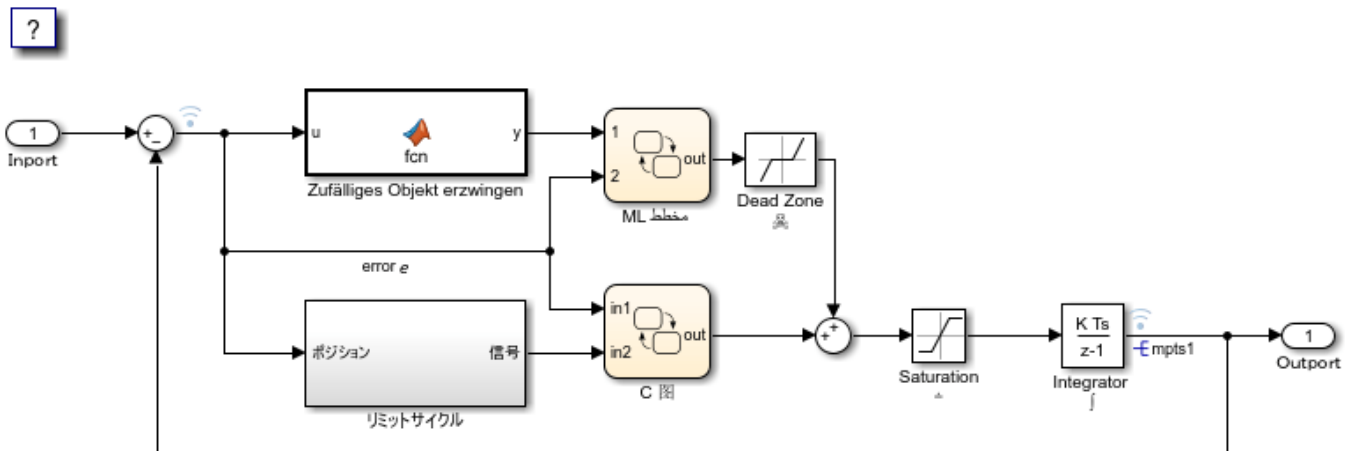 ?
1
Inport
+
−
u
fcn
y
Zufälliges Objekt erzwingen
1
2
out
ML مخطط
Dead Zone
error e
ポジション
信号
リミットサイクル
in1
in2
out
C 图
+
+
Saturation
K Ts
z-1
Integrator
∫
mpts1
1
Outport